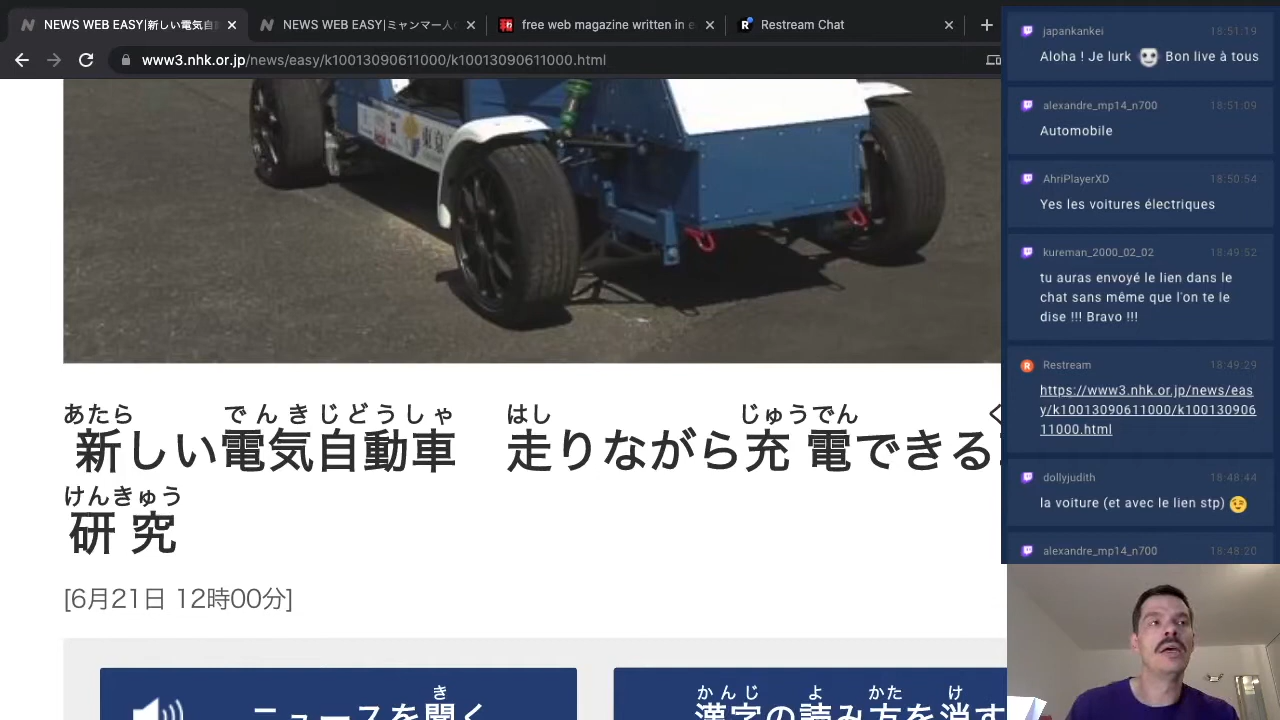 NEWS WEB EASY|新しい電気自動
NEWS WEB EASY|ミャンマー人
free web magazine written in e
Restream Chat
www3.nhk.or.jp/news/easy/k10013090611000/k10013090611000.html
東京
あたら でんきじどうしゃ はし じゅうでん く
新しい電気自動車 走りながら充電できる
けんきゅう
研究
[6月21日 12時00分]
き
ニュースを聞く
かんじ よ かた け
漢字の読み方を消す
japankankei 18:51:19
Aloha ! Je lurk Bon live à tous
alexandre_mp14_n700 18:51:09
Automobile
AhriPlayerXD 18:50:54
Yes les voitures électriques
kureman_2000_02_02 18:49:52
tu auras envoyé le lien dans le
chat sans même que l'on te le
dise !!! Bravo !!!
Restream 18:49:29
https://www3.nhk.or.jp/news/eas
y/k10013090611000/k100130906
11000.html
dollyjudith 18:48:44
la voiture (et avec le lien stp)
alexandre_mp14_n700 18:48:20